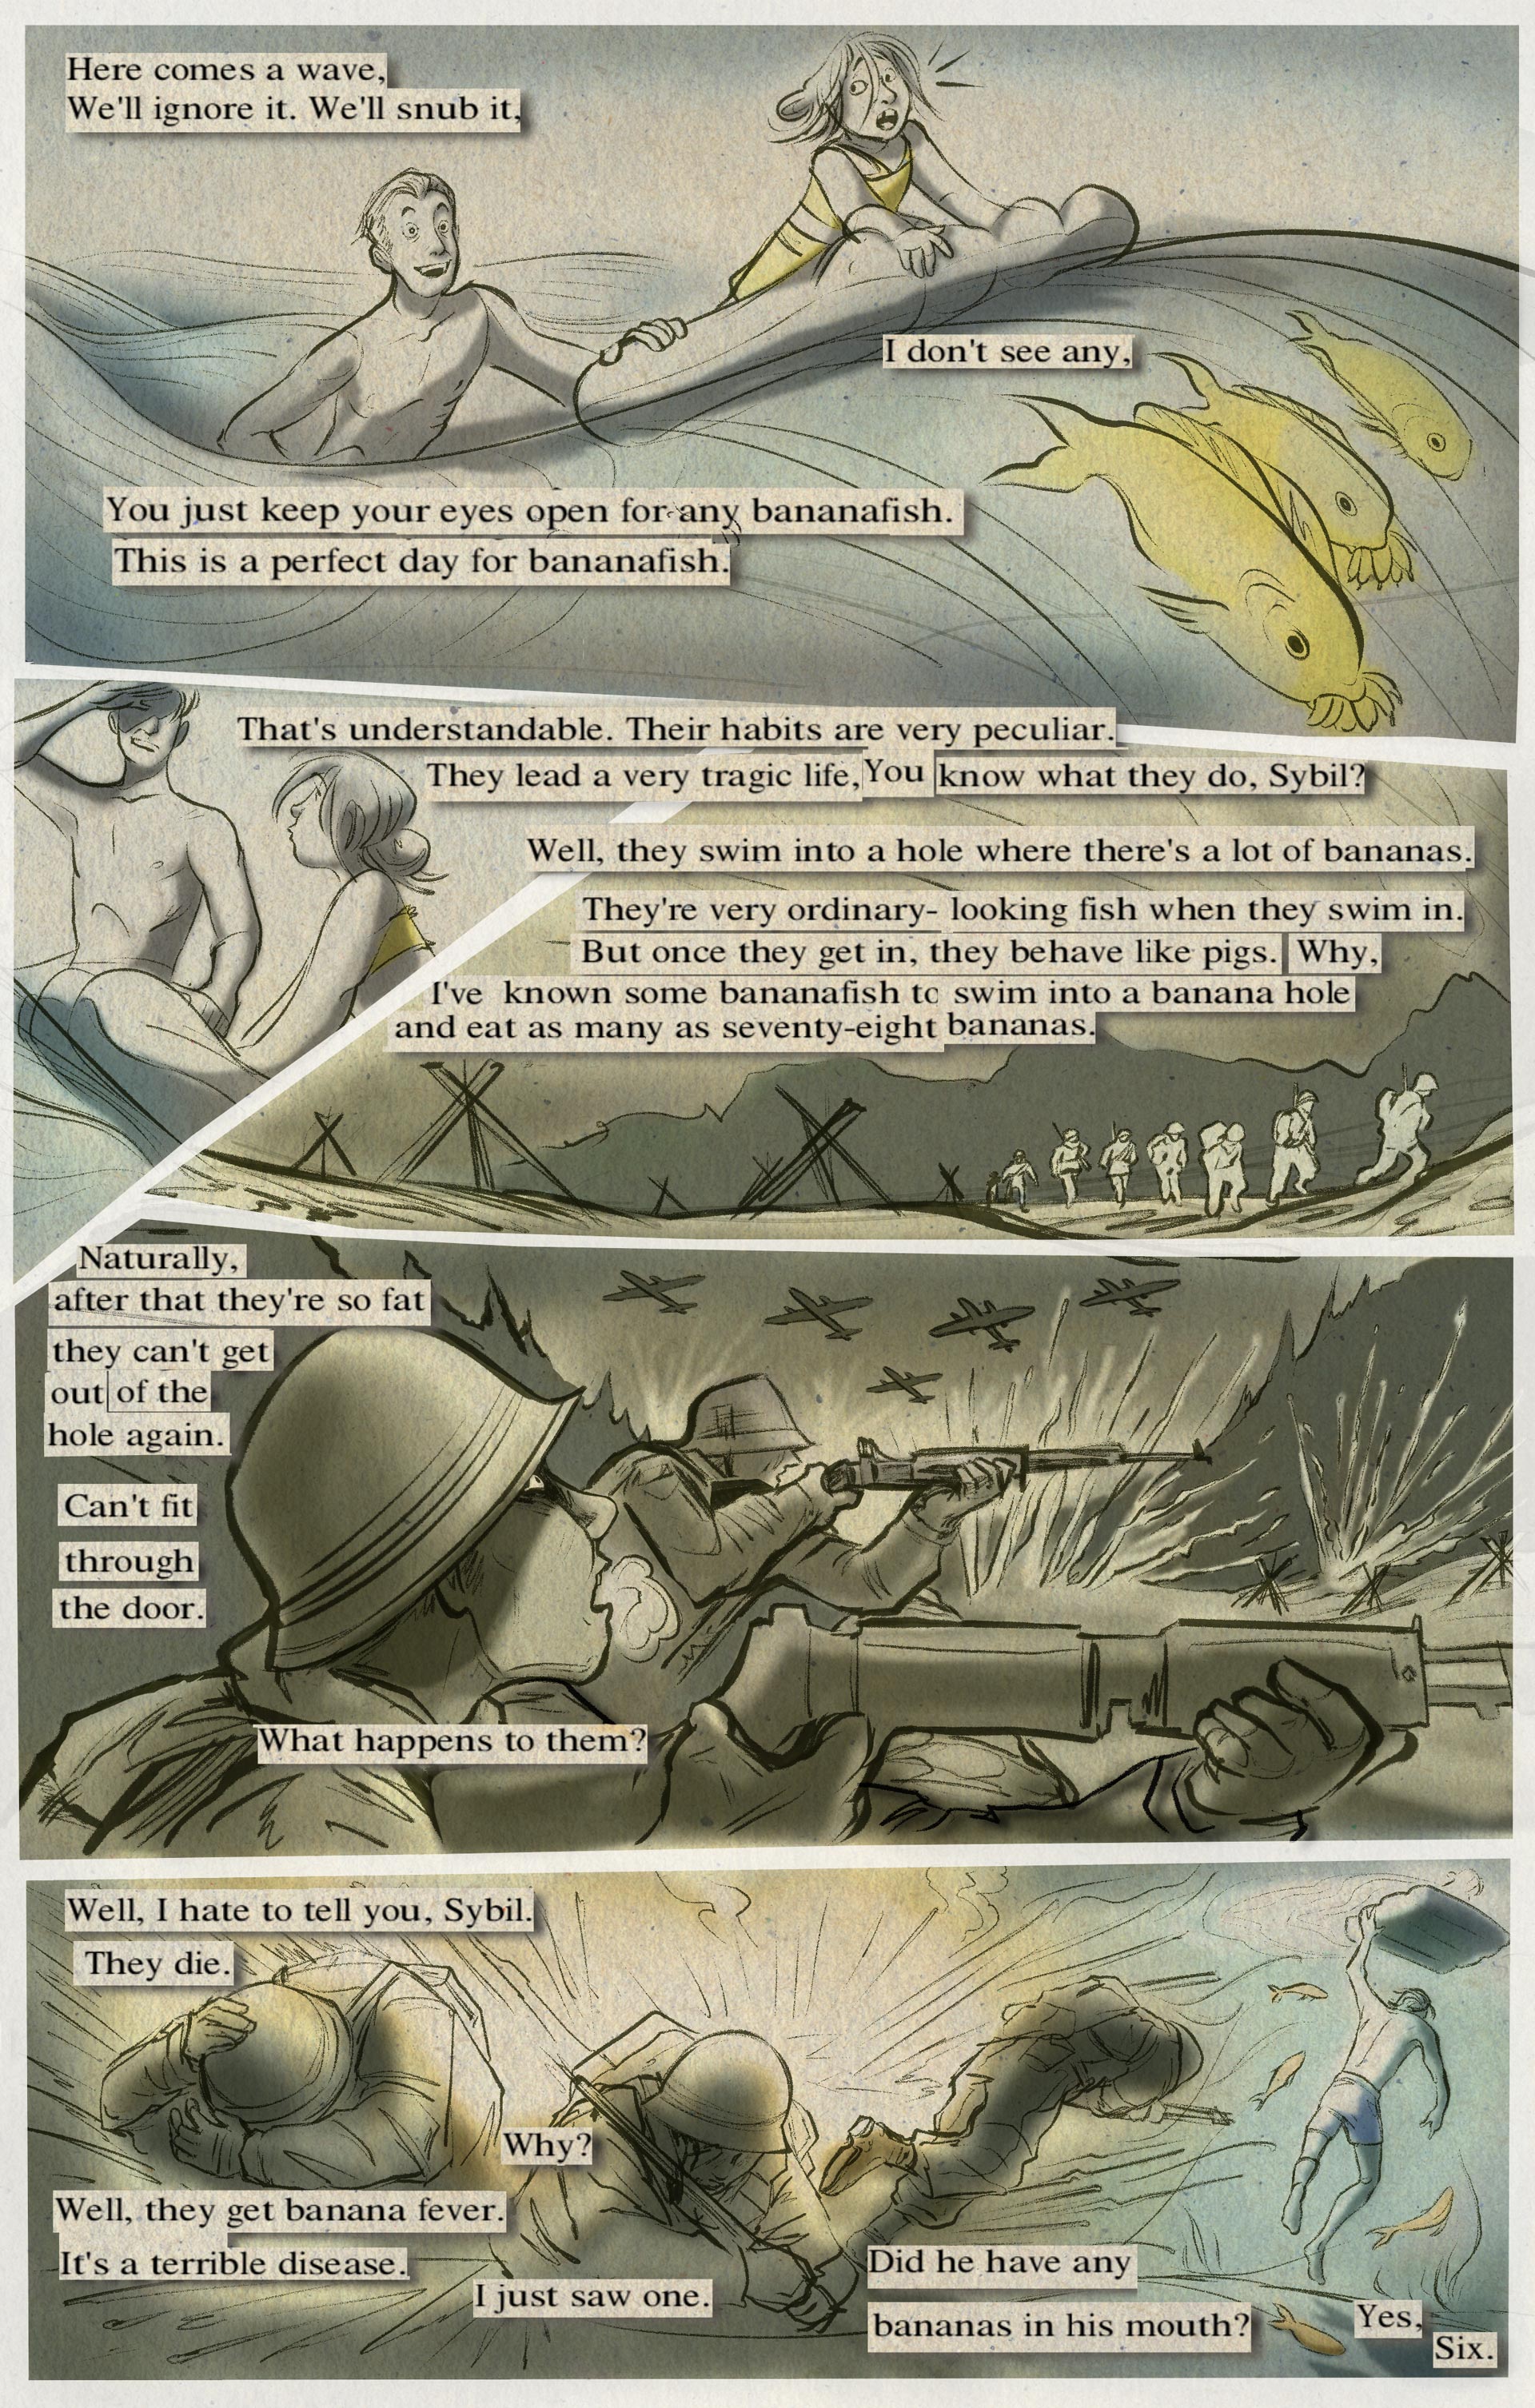 Here comes a wave,
We'll ignore it. We'll snub it,
I don't see any,
You just keep your eyes open for any bananafish.
This is a perfect day for bananafish.
That's understandable. Their habits are very peculiar.
They lead a very tragic life, You know what they do, Sybil?
Well, they swim into a hole where there's a lot of bananas.
They're very ordinary- looking fish when they swim in.
But once they get in, they behave like pigs. Why,
I've known some bananafish to swim into a banana hole
and eat as many as seventy-eight bananas.
Naturally,
after that they're so fat
they can't get
out of the
hole again.
Can't fit
through
the door.
What happens to them?
Well, I hate to tell you, Sybil.
They die.
Why?
Well, they get banana fever.
It's a terrible disease.
I just saw one.
Did he have any
bananas in his mouth?
Yes,
Six.